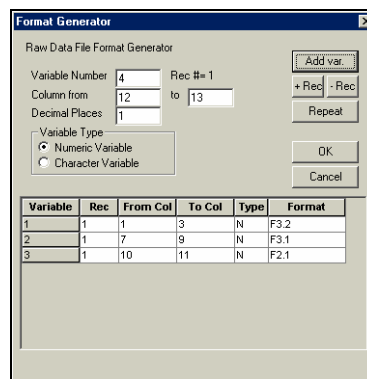 Format Generator
Raw Data File Format Generator
Add var.
Variable Number 4 Rec #= 1
+ Rec - Rec
Column from 12 to 13
Decimal Places 1
Repeat
Variable Type
Numeric Variable
Character Variable
OK
Cancel
Variable Rec From Col To Col Type Format
1 1 1 3 N F3.2
2 1 7 9 N F3.1
3 1 10 11 N F2.1